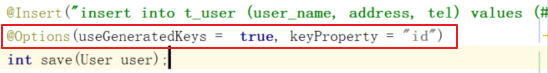 @Insert("insert into t_user (user_name, address, tel) values (#
@Options(useGeneratedKeys =  true, keyProperty = "id")
int save(User user);